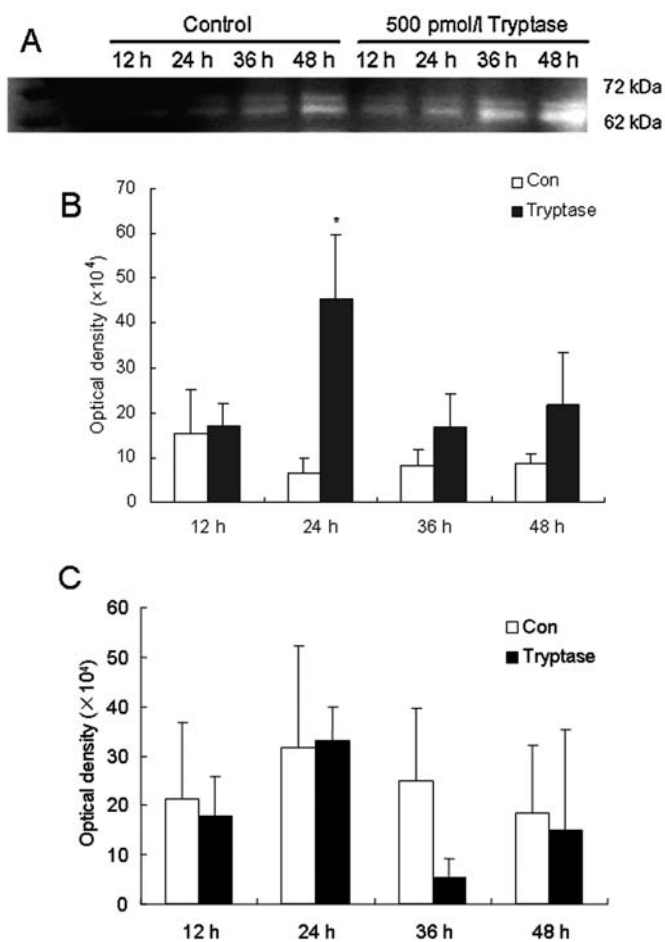 A
Control
500 pmol/l Tryptase
12 h 24 h 36 h 48 h 12 h 24 h 36 h 48 h
72 kDa
62 kDa
B
Con
Tryptase
Optical density (×10⁴)
70
60
50
40
30
20
10
0
*
12 h 24 h 36 h 48 h
C
Con
Tryptase
Optical density (×10⁴)
60
50
40
30
20
10
0
12 h 24 h 36 h 48 h